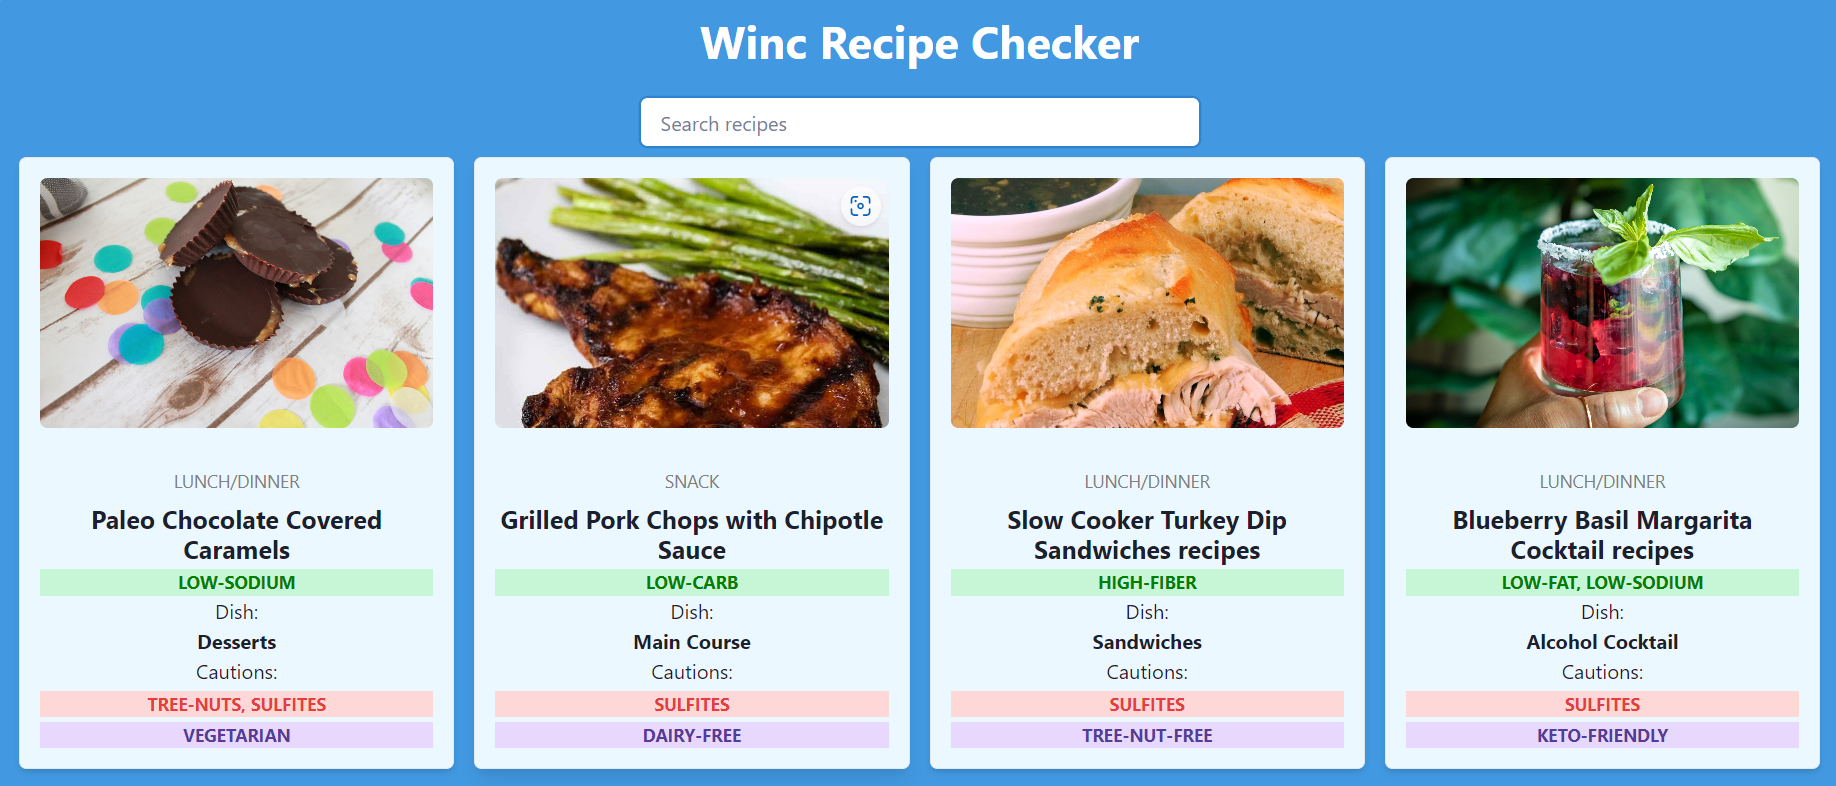 Winc Recipe Checker
Search recipes
LUNCH/DINNER
Paleo Chocolate Covered
Caramels
LOW-SODIUM
Dish:
Desserts
Cautions:
TREE-NUTS, SULFITES
VEGETARIAN
SNACK
Grilled Pork Chops with Chipotle
Sauce
LOW-CARB
Dish:
Main Course
Cautions:
SULFITES
DAIRY-FREE
LUNCH/DINNER
Slow Cooker Turkey Dip
Sandwiches recipes
HIGH-FIBER
Dish:
Sandwiches
Cautions:
SULFITES
TREE-NUT-FREE
LUNCH/DINNER
Blueberry Basil Margarita
Cocktail recipes
LOW-FAT, LOW-SODIUM
Dish:
Alcohol Cocktail
Cautions:
SULFITES
KETO-FRIENDLY